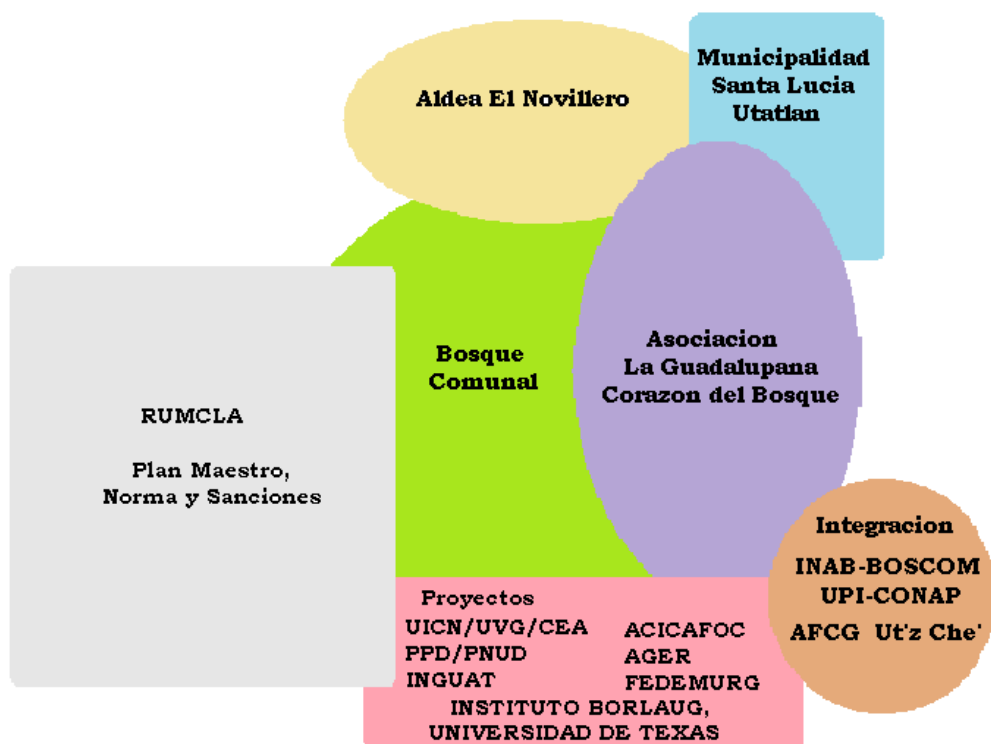 Aldea El Novillero
Municipalidad
Santa Lucia
Utatlan
Bosque
Comunal
Asociacion
La Guadalupana
Corazon del Bosque
RUMCLA
Plan Maestro,
Norma y Sanciones
Integracion
INAB-BOSCOM
UPI-CONAP
AFCG Ut'z Che'
Proyectos
UICN/UVG/CEA
PPD/PNUD
INGUAT
ACICAFOC
AGER
FEDEMURG
INSTITUTO BORLAUG,
UNIVERSIDAD DE TEXAS